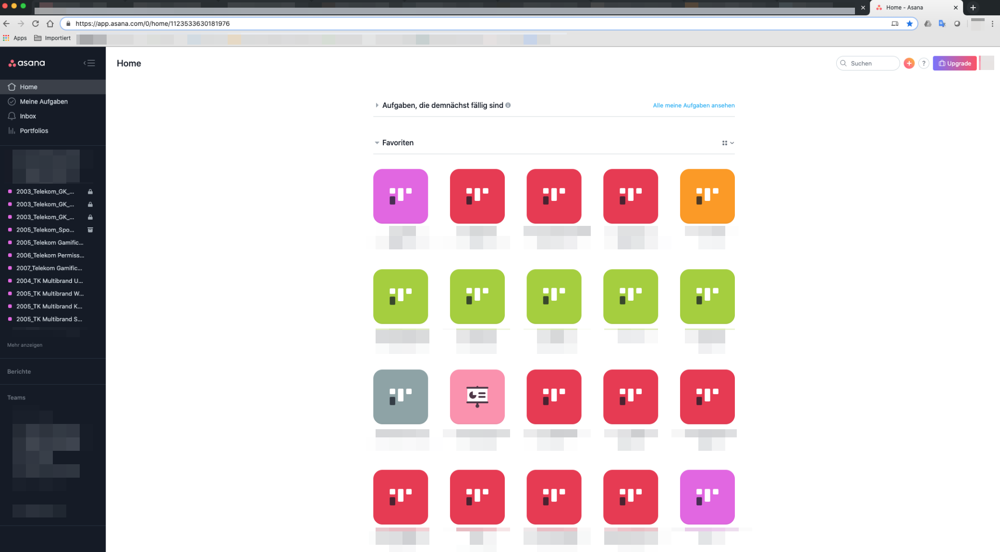 Home - Asana
https://app.asana.com/0/home/1123533630181976
Apps
Importiert
asana
Home
Suchen
?
Upgrade
Home
Meine Aufgaben
Inbox
Portfolios
Aufgaben, die demnächst fällig sind
Alle meine Aufgaben ansehen
Favoriten
2003_Telekom_GK_...
2003_Telekom_GK_...
2003_Telekom_GK_...
2005_Telekom_Spo...
2005_Telekom Gamific...
2006_Telekom Permiss...
2007_Telekom Gamific...
2004_TK Multibrand U...
2005_TK Multibrand W...
2005_TK Multibrand K...
2005_TK Multibrand S...
Mehr anzeigen
Berichte
Teams